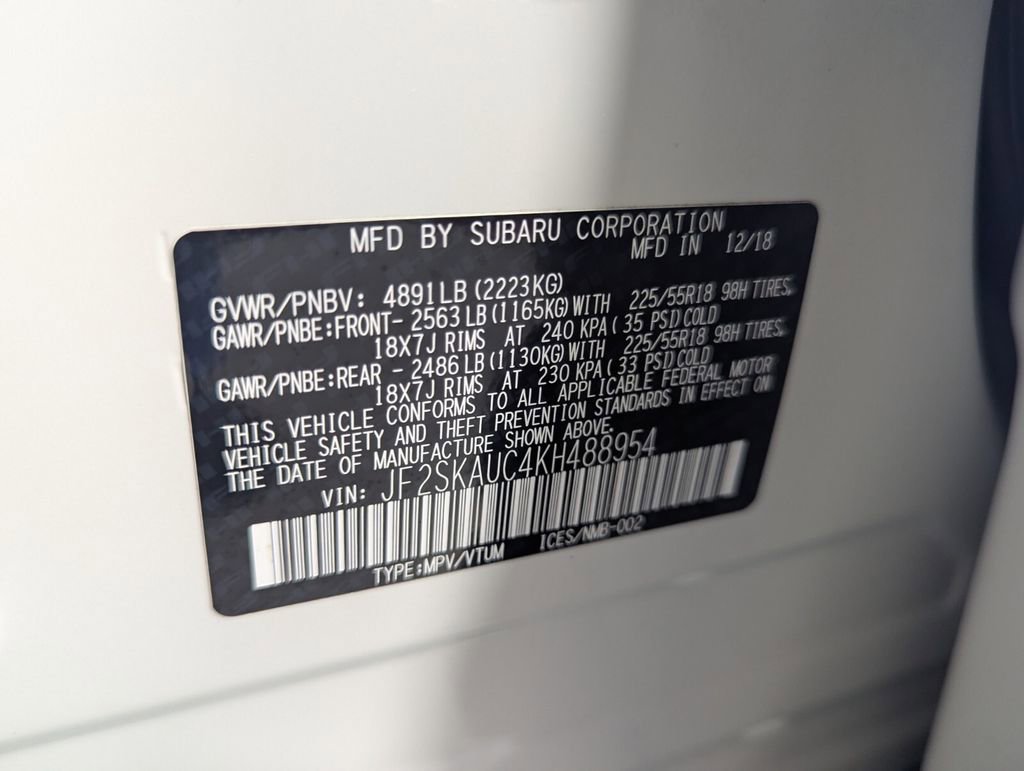 MFD BY SUBARU CORPORATION
MFD IN 12/18
GVWR/PNBV: 4891LB(2223KG)
GAWR/PNBE:FRONT- 2563LB(1165KG)WITH 225/55R18 98H TIRES,
18X7J RIMS AT 240 KPA(35 PSI)COLD
GAWR/PNBE:REAR - 2486LB(1130KG)WITH 225/55R18 98H TIRES,
18X7J RIMS AT 230 KPA(33 PSI)COLD
THIS VEHICLE CONFORMS TO ALL APPLICABLE FEDERAL MOTOR
VEHICLE SAFETY AND THEFT PREVENTION STANDARDS IN EFFECT ON
THE DATE OF MANUFACTURE SHOWN ABOVE.
VIN: JF2SKAUC4KH488954
TYPE:MPV/VTUM ICES/NMB-002